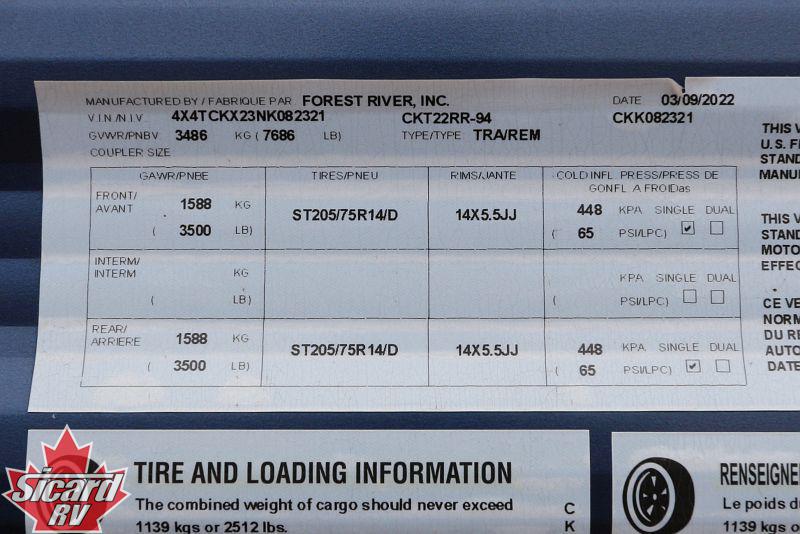 MANUFACTURED BY / FABRIQUE PAR FOREST RIVER, INC. DATE 03/09/2022
V.I.N./N.I.V 4X4TCKX23NK082321 CKT22RR-94 CKK082321
GVWR/PNBV 3486 KG ( 7686 LB) TYPE/TYPE TRA/REM
COUPLER SIZE
GAWR/PNBE TIRES/PNEU RIMS/JANTE COLD INFL PRESS/PRESS DE
GONFL A FROIDas
FRONT/
AVANT 1588 KG ST205/75R14/D 14X5.5JJ 448 KPA SINGLE DUAL
( 3500 LB) ( 65 PSI/LPC)
INTERM/
INTERM KG KPA SINGLE DUAL
( LB) ( PSI/LPC)
REAR/
ARRIERE 1588 KG ST205/75R14/D 14X5.5JJ 448 KPA SINGLE DUAL
( 3500 LB) ( 65 PSI/LPC)
THIS V
U.S. F
STAND
MANU
THIS V
STAND
MOTO
EFFEC
CE VE
NORM
DU RE
AUTO
DATE
TIRE AND LOADING INFORMATION
The combined weight of cargo should never exceed
1139 kgs or 2512 lbs.
C
K
RENSEIGNE
Le poids d
1139 kgs o
Sicard
RV